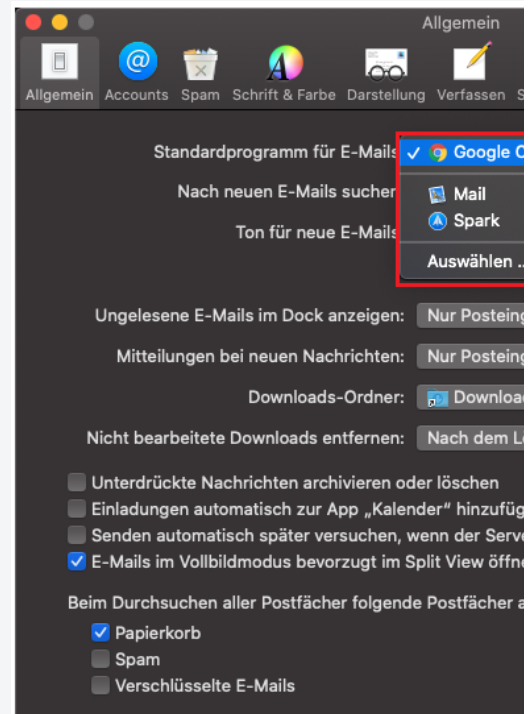 Allgemein
Allgemein Accounts Spam Schrift & Farbe Darstellung Verfassen S
Standardprogramm für E-Mails ✓ Google C
Nach neuen E-Mails suchen Mail
Spark
Ton für neue E-Mails
Auswählen ..
Ungelesene E-Mails im Dock anzeigen: Nur Posteing
Mitteilungen bei neuen Nachrichten: Nur Posteing
Downloads-Ordner: Downloa
Nicht bearbeitete Downloads entfernen: Nach dem Lö
Unterdrückte Nachrichten archivieren oder löschen
Einladungen automatisch zur App „Kalender“ hinzufüg
Senden automatisch später versuchen, wenn der Serve
E-Mails im Vollbildmodus bevorzugt im Split View öffne
Beim Durchsuchen aller Postfächer folgende Postfächer a
Papierkorb
Spam
Verschlüsselte E-Mails